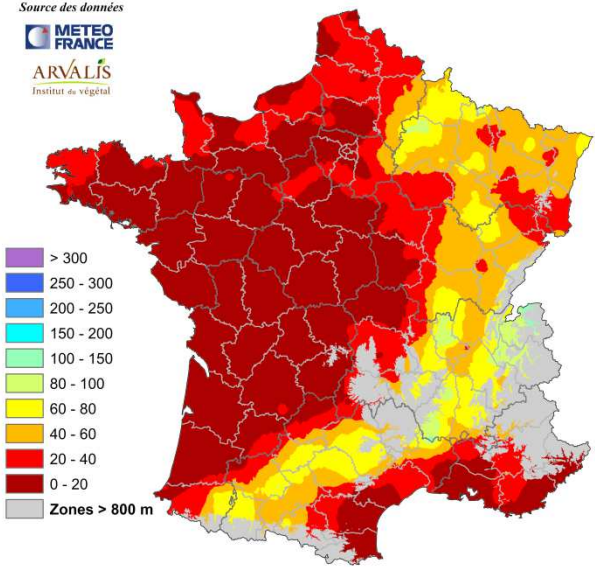 Source des données
METEO
FRANCE
ARVALIS
Institut du végétal
> 300
250 - 300
200 - 250
150 - 200
100 - 150
80 - 100
60 - 80
40 - 60
20 - 40
0 - 20
Zones > 800 m